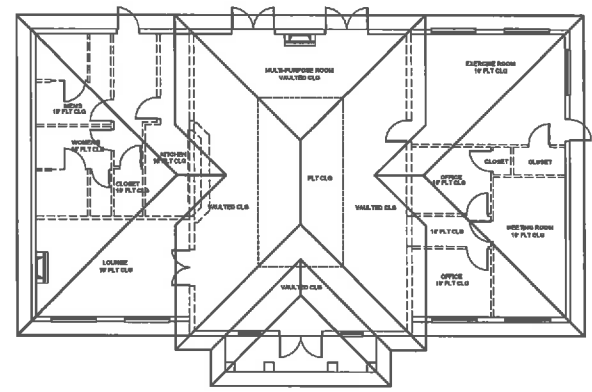 MULTI-PURPOSE ROOM
VAULTED CLG
EXERCISE ROOM
10' FLT CLG
MEN'S
10' FLT CLG
WOMEN'S
10' FLT CLG
KITCHEN
10' FLT CLG
CLOSET
10' FLT CLG
FLT CLG
VAULTED CLG
VAULTED CLG
OFFICE
10' FLT CLG
CLOSET
CLOSET
10' FLT CLG
MEETING ROOM
10' FLT CLG
LOUNGE
10' FLT CLG
OFFICE
10' FLT CLG
VAULTED CLG